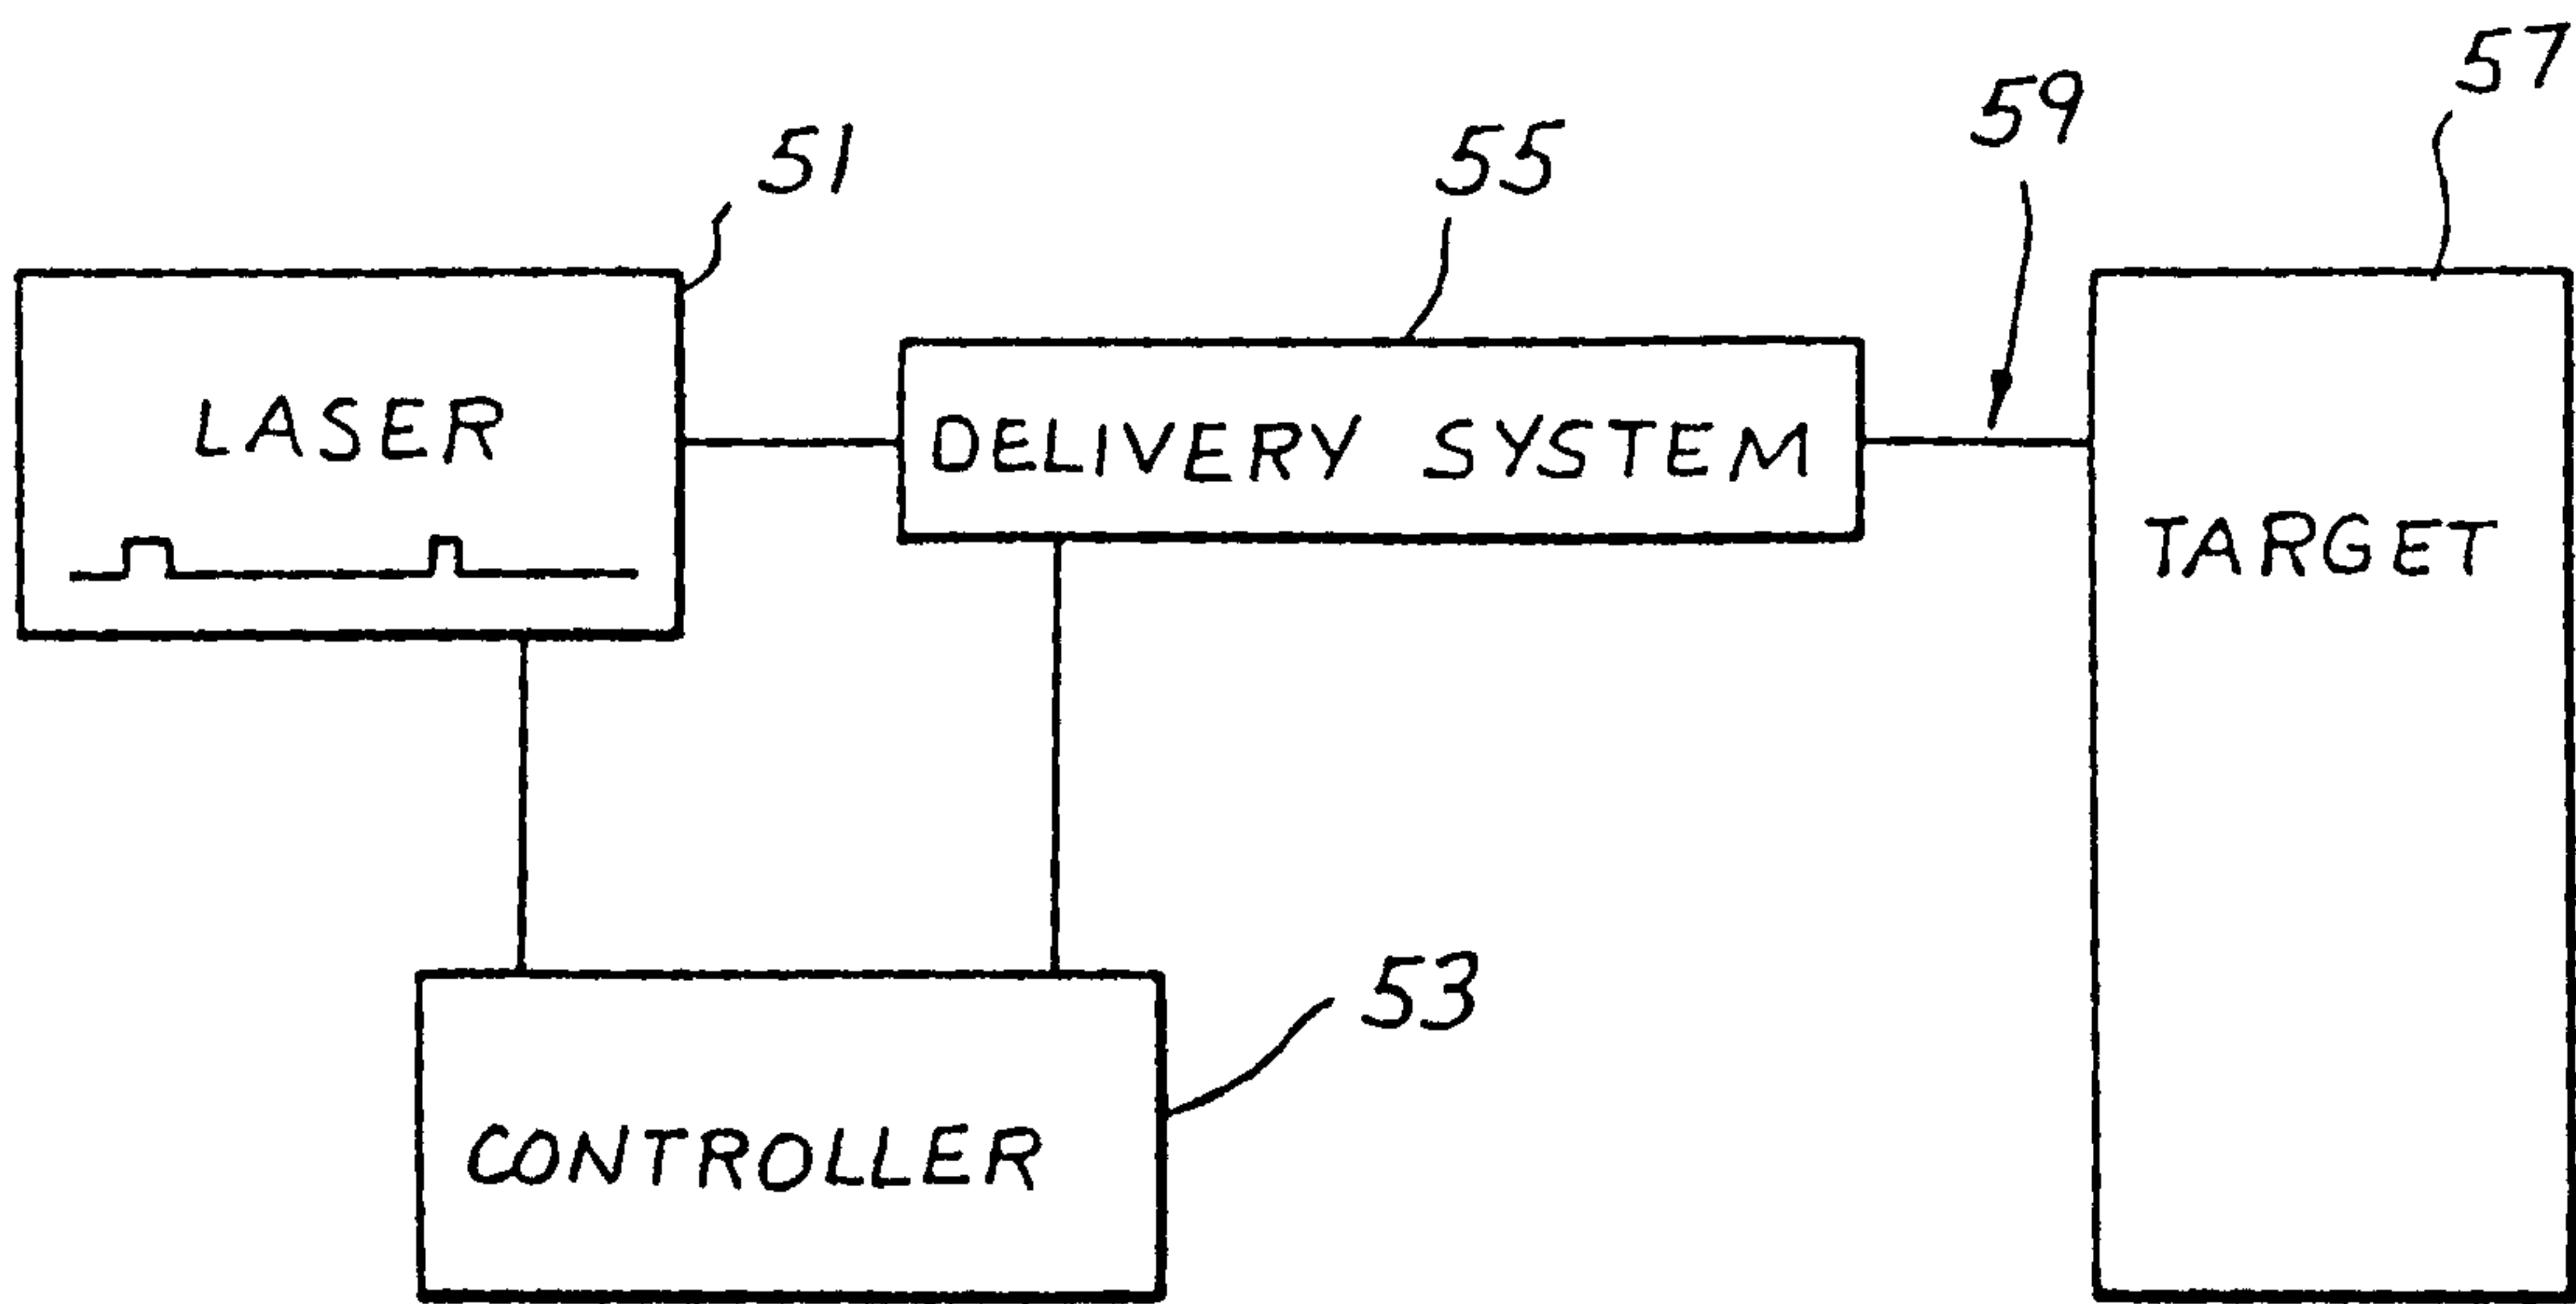 57
59
51
55
LASER
DELIVERY SYSTEM
TARGET
53
CONTROLLER